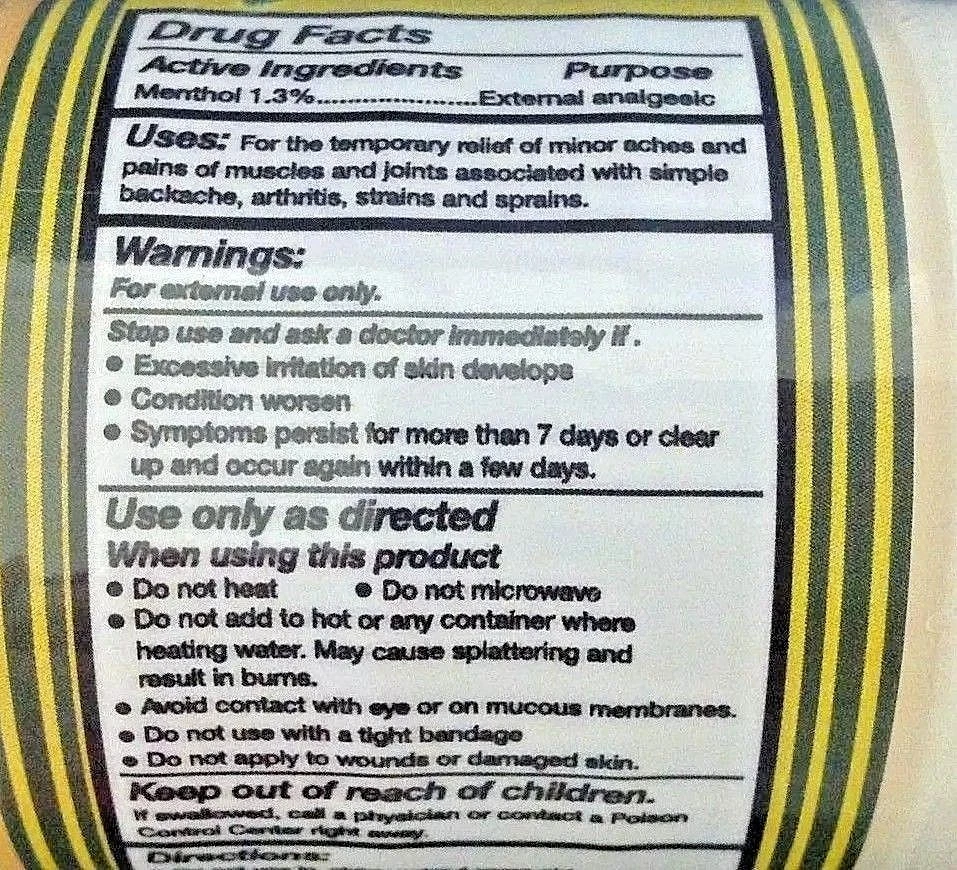 Drug Facts
Active Ingredients Purpose
Menthol 1.3%......................External analgesic
Uses: For the temporary relief of minor aches and
pains of muscles and joints associated with simple
backache, arthritis, strains and sprains.
Warnings:
For external use only.
Stop use and ask a doctor immediately if.
● Excessive irritation of skin develops
● Condition worsen
● Symptoms persist for more than 7 days or clear
up and occur again within a few days.
Use only as directed
When using this product
● Do not heat ● Do not microwave
● Do not add to hot or any container where
heating water. May cause splattering and
result in burns.
● Avoid contact with eye or on mucous membranes.
● Do not use with a tight bandage
● Do not apply to wounds or damaged skin.
Keep out of reach of children.
If swallowed, call a physician or contact a Poison
Control Center right away.
Directions: